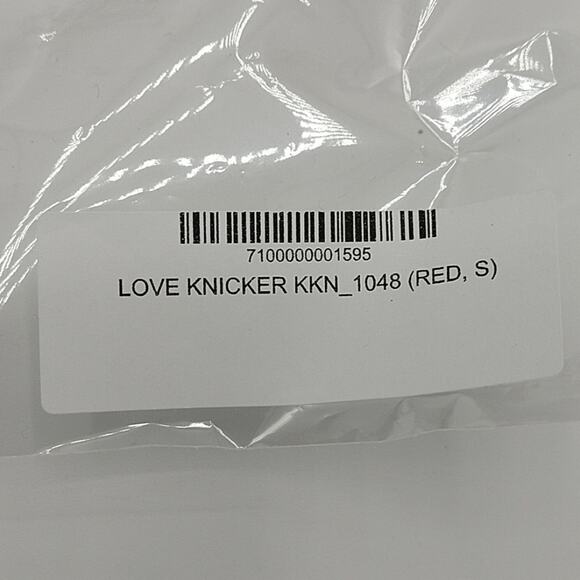 7100000001595
LOVE KNICKER KKN_1048 (RED, S)